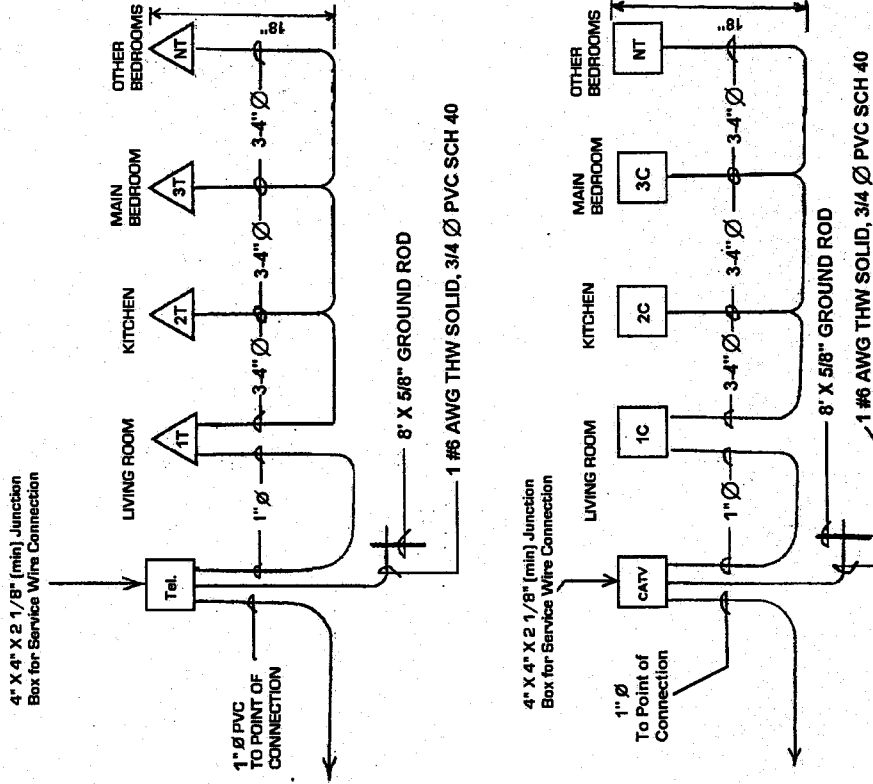 4" X 4" X 2 1/8" (min) Junction
Box for Service Wire Connection
Tel.
LIVING ROOM
KITCHEN
MAIN
BEDROOM
OTHER
BEDROOMS
1T
2T
3T
NT
18"
1" Ø
3-4" Ø
3-4" Ø
3-4" Ø
1" Ø PVC
TO POINT OF
CONNECTION
8' X 5/8" GROUND ROD
1 #6 AWG THW SOLID, 3/4 Ø PVC SCH 40
4" X 4" X 2 1/8" (min) Junction
Box for Service Wire Connection
CATV
LIVING ROOM
KITCHEN
MAIN
BEDROOM
OTHER
BEDROOMS
1C
2C
3C
NT
18"
1" Ø
3-4" Ø
3-4" Ø
3-4" Ø
1" Ø
To Point of
Connection
8' X 5/8" GROUND ROD
1 #6 AWG THW SOLID, 3/4 Ø PVC SCH 40